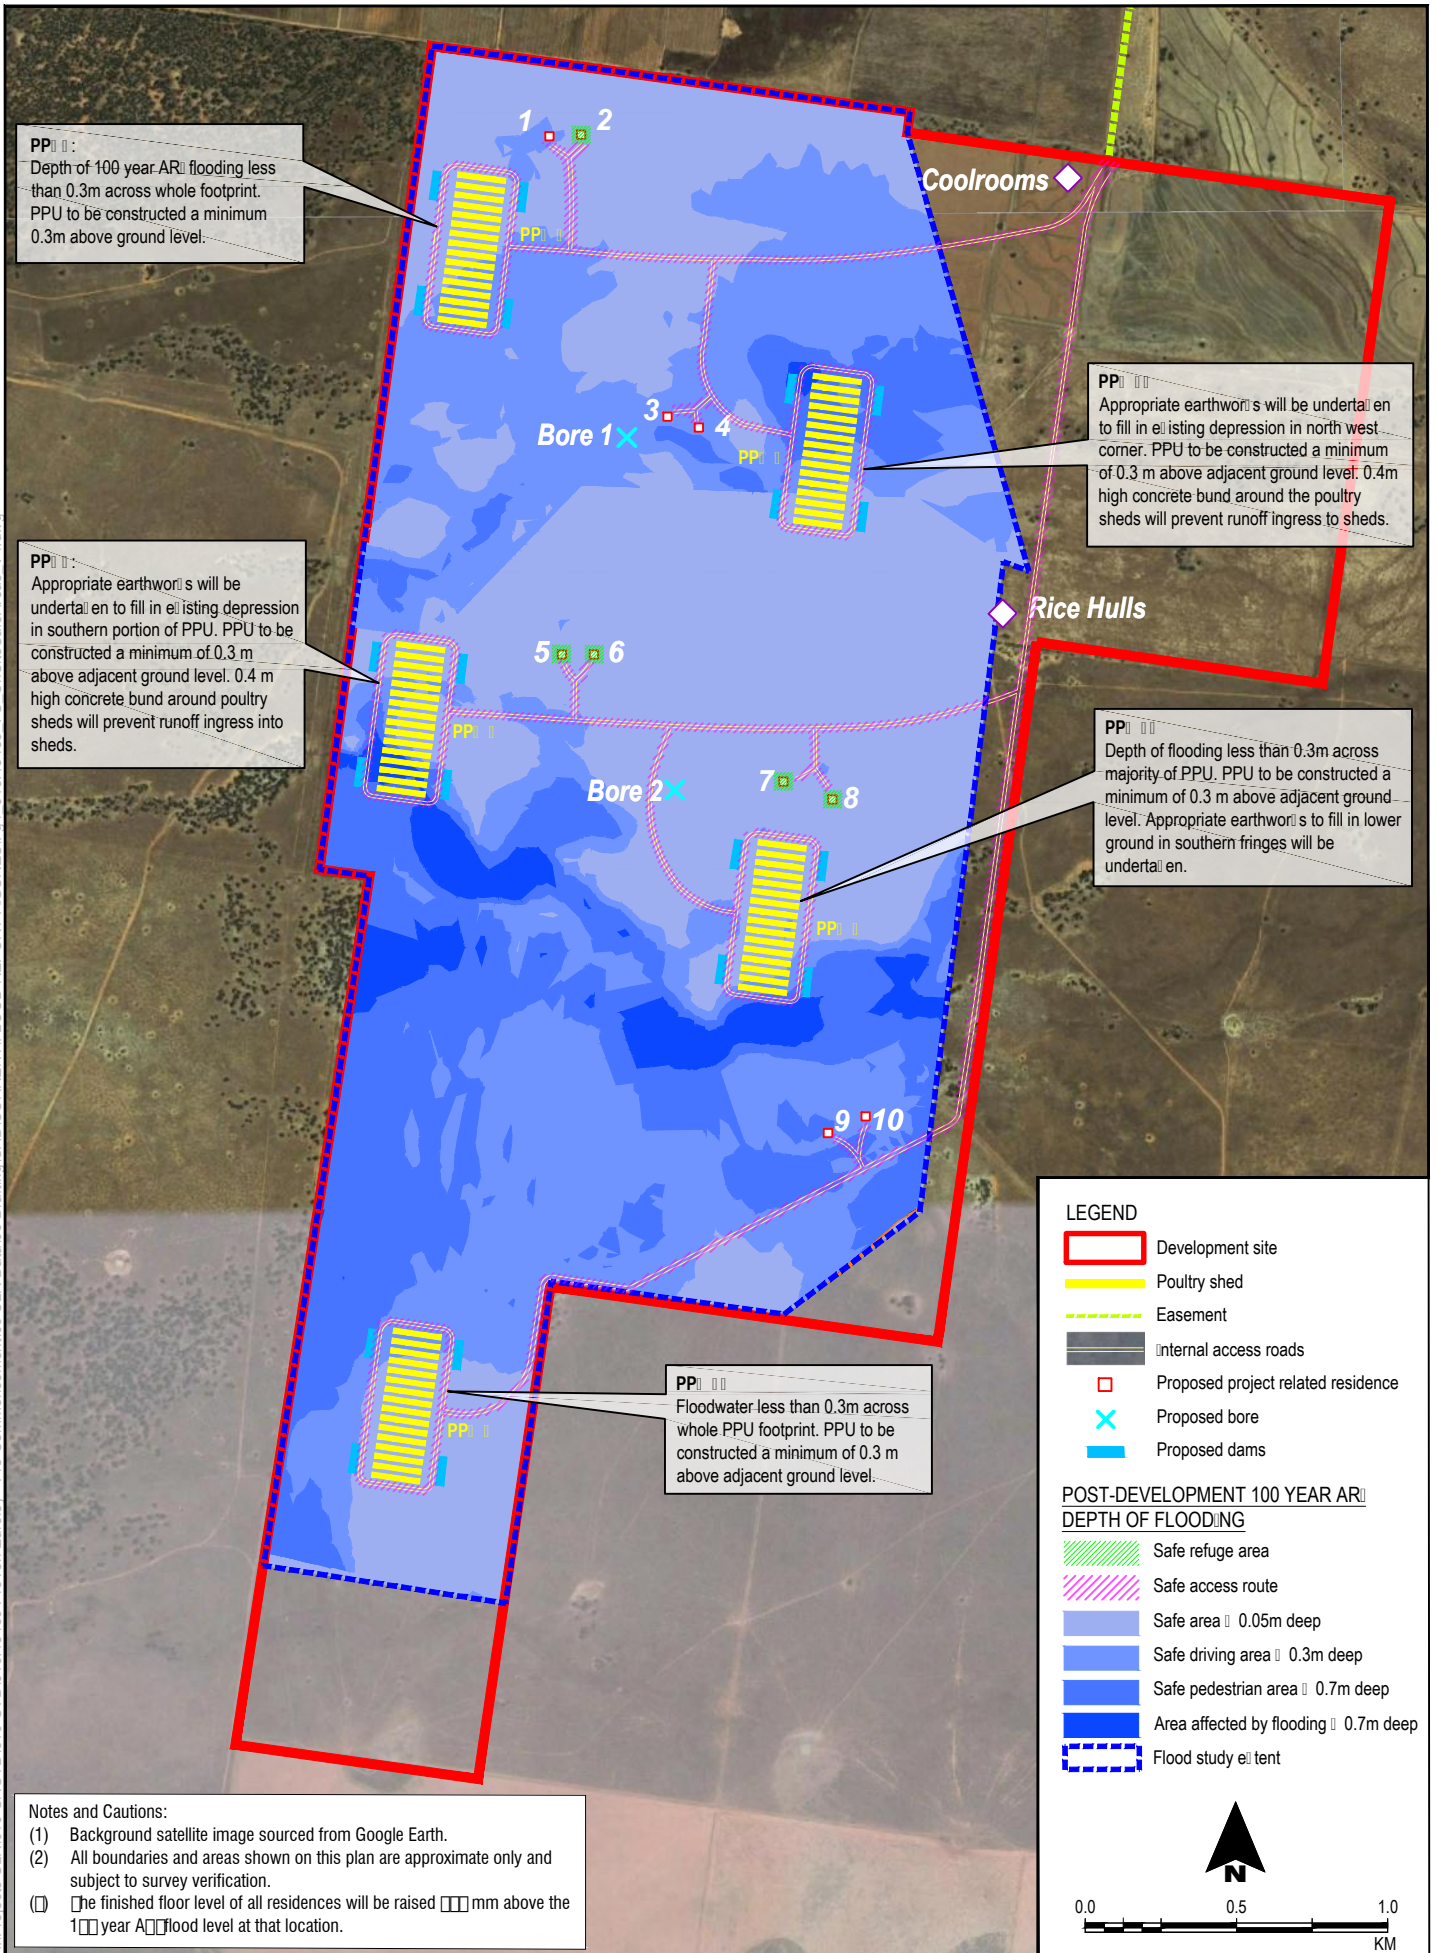 1
2
Coolrooms
PP
Depth of 100 year AR flooding less
than 0.3m across whole footprint.
PPU to be constructed a minimum
0.3m above ground level.
PP
3
4
Bore 1
PP
PP
Appropriate earthwor s will be underta en
to fill in e isting depression in north west
corner. PPU to be constructed a minimum
of 0.3 m above adjacent ground level. 0.4m
high concrete bund around the poultry
sheds will prevent runoff ingress to sheds.
PP
Appropriate earthwor s will be
underta en to fill in e isting depression
in southern portion of PPU. PPU to be
constructed a minimum of 0.3 m
above adjacent ground level. 0.4 m
high concrete bund around poultry
sheds will prevent runoff ingress into
sheds.
Rice Hulls
5
6
PP
Bore 2
7
8
PP
Depth of flooding less than 0.3m across
majority of PPU. PPU to be constructed a
minimum of 0.3 m above adjacent ground
level. Appropriate earthwor s to fill in lower
ground in southern fringes will be
underta en.
PP
9
10
PP
Floodwater less than 0.3m across
whole PPU footprint. PPU to be
constructed a minimum of 0.3 m
above adjacent ground level.
PP
LEGEND
Development site
Poultry shed
Easement
nternal access roads
Proposed project related residence
Proposed bore
Proposed dams
POST-DEVELOPMENT 100 YEAR AR
DEPTH OF FLOOD NG
Safe refuge area
Safe access route
Safe area 0.05m deep
Safe driving area 0.3m deep
Safe pedestrian area 0.7m deep
Area affected by flooding 0.7m deep
Flood study e tent
N
0.0 0.5 1.0
KM
Notes and Cautions:
(1) Background satellite image sourced from Google Earth.
(2) All boundaries and areas shown on this plan are approximate only and
subject to survey verification.
( ) he finished floor level of all residences will be raised mm above the
1 year A flood level at that location.